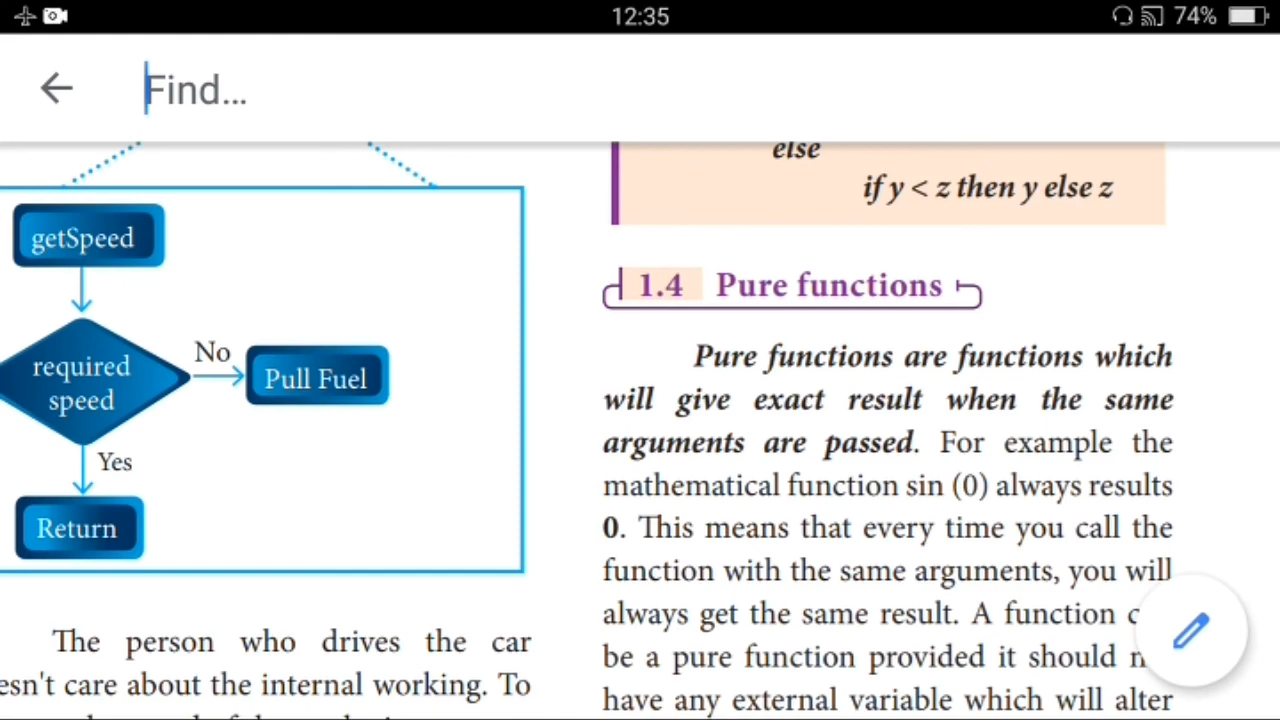 12:35
74%
Find...
getSpeed
required
speed
No
Pull Fuel
Yes
Return
The person who drives the car
esn't care about the internal working. To
else
if y < z then y else z
1.4 Pure functions
Pure functions are functions which
will give exact result when the same
arguments are passed. For example the
mathematical function sin (0) always results
0. This means that every time you call the
function with the same arguments, you will
always get the same result. A function c
be a pure function provided it should n
have any external variable which will alter